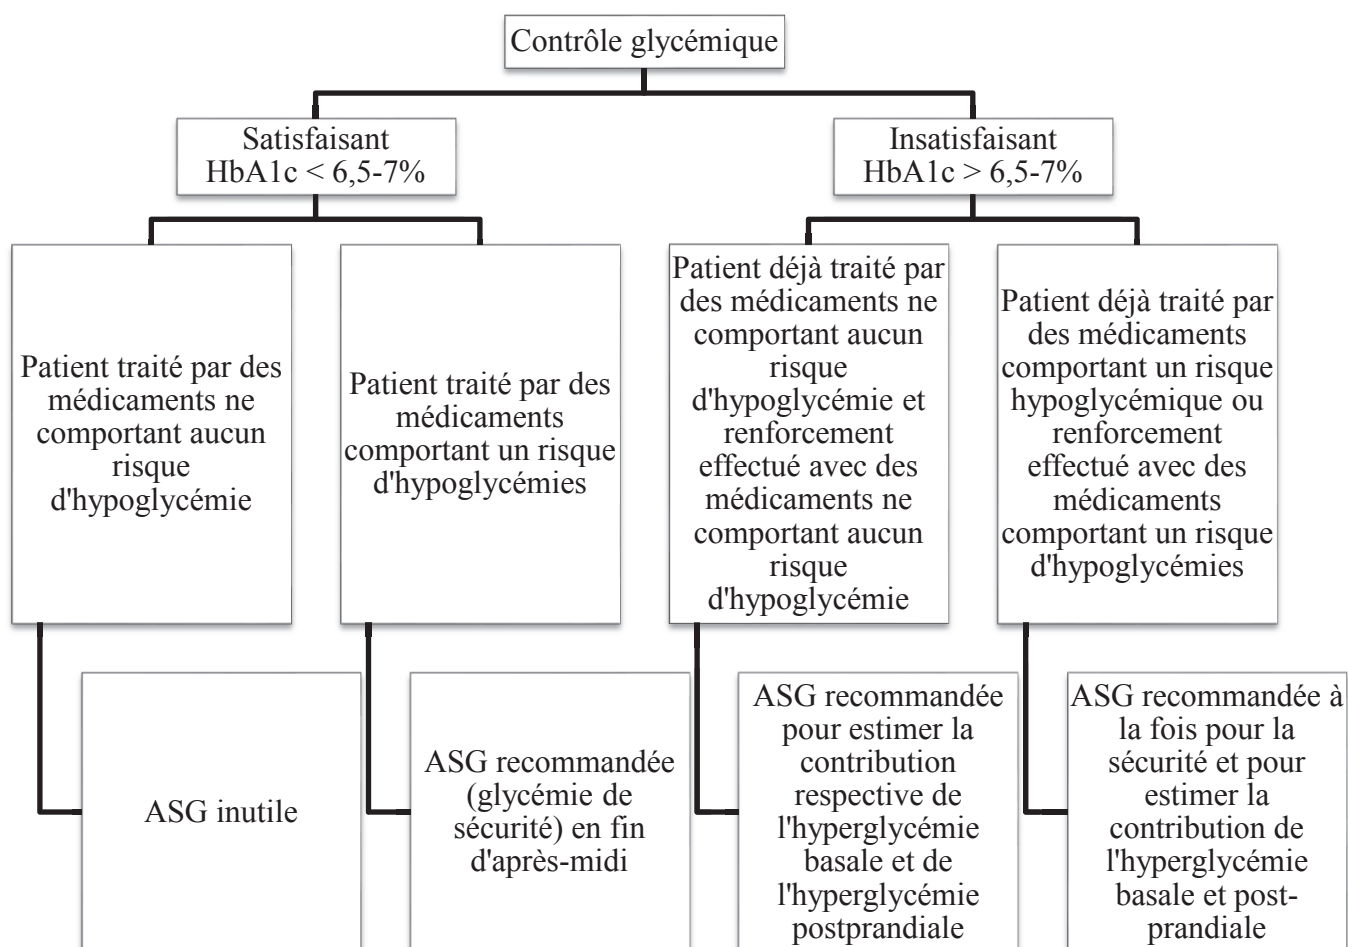 Contrôle glycémique
Satisfaisant
HbA1c < 6,5-7%
Insatisfaisant
HbA1c > 6,5-7%
Patient traité par des
médicaments ne
comportant aucun
risque
d'hypoglycémie
Patient traité par des
médicaments
comportant un risque
d'hypoglycémies
Patient déjà traité par
des médicaments ne
comportant aucun
risque
d'hypoglycémie et
renforcement
effectué avec des
médicaments ne
comportant aucun
risque
d'hypoglycémie
Patient déjà traité par
des médicaments
comportant un risque
hypoglycémique ou
renforcement
effectué avec des
médicaments
comportant un risque
d'hypoglycémies
ASG inutile
ASG recommandée
(glycémie de
sécurité) en fin
d'après-midi
ASG recommandée
pour estimer la
contribution
respective de
l'hyperglycémie
basale et de
l'hyperglycémie
postprandiale
ASG recommandée à
la fois pour la
sécurité et pour
estimer la
contribution de
l'hyperglycémie
basale et post-
prandiale